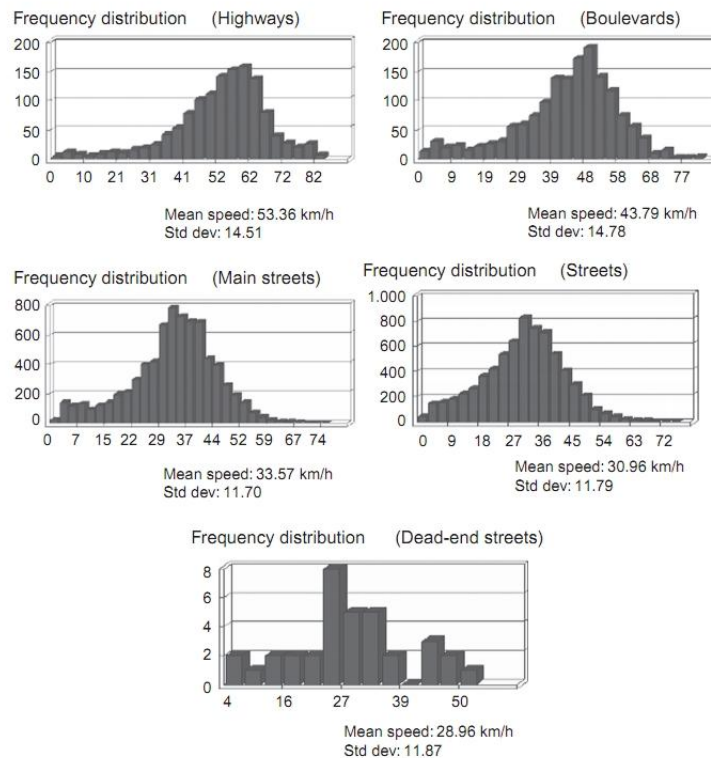 Frequency distribution (Highways)
200
150
100
50
0
0 10 21 31 41 52 62 72 82
Mean speed: 53.36 km/h
Std dev: 14.51
Frequency distribution (Boulevards)
200
150
100
50
0
0 9 19 29 39 48 58 68 77
Mean speed: 43.79 km/h
Std dev: 14.78
Frequency distribution (Main streets)
800
600
400
200
0
0 7 15 22 29 37 44 52 59 67 74
Mean speed: 33.57 km/h
Std dev: 11.70
Frequency distribution (Streets)
1.000
800
600
400
200
0
0 9 18 27 36 45 54 63 72
Mean speed: 30.96 km/h
Std dev: 11.79
Frequency distribution (Dead-end streets)
8
6
4
2
0
4 16 27 39 50
Mean speed: 28.96 km/h
Std dev: 11.87